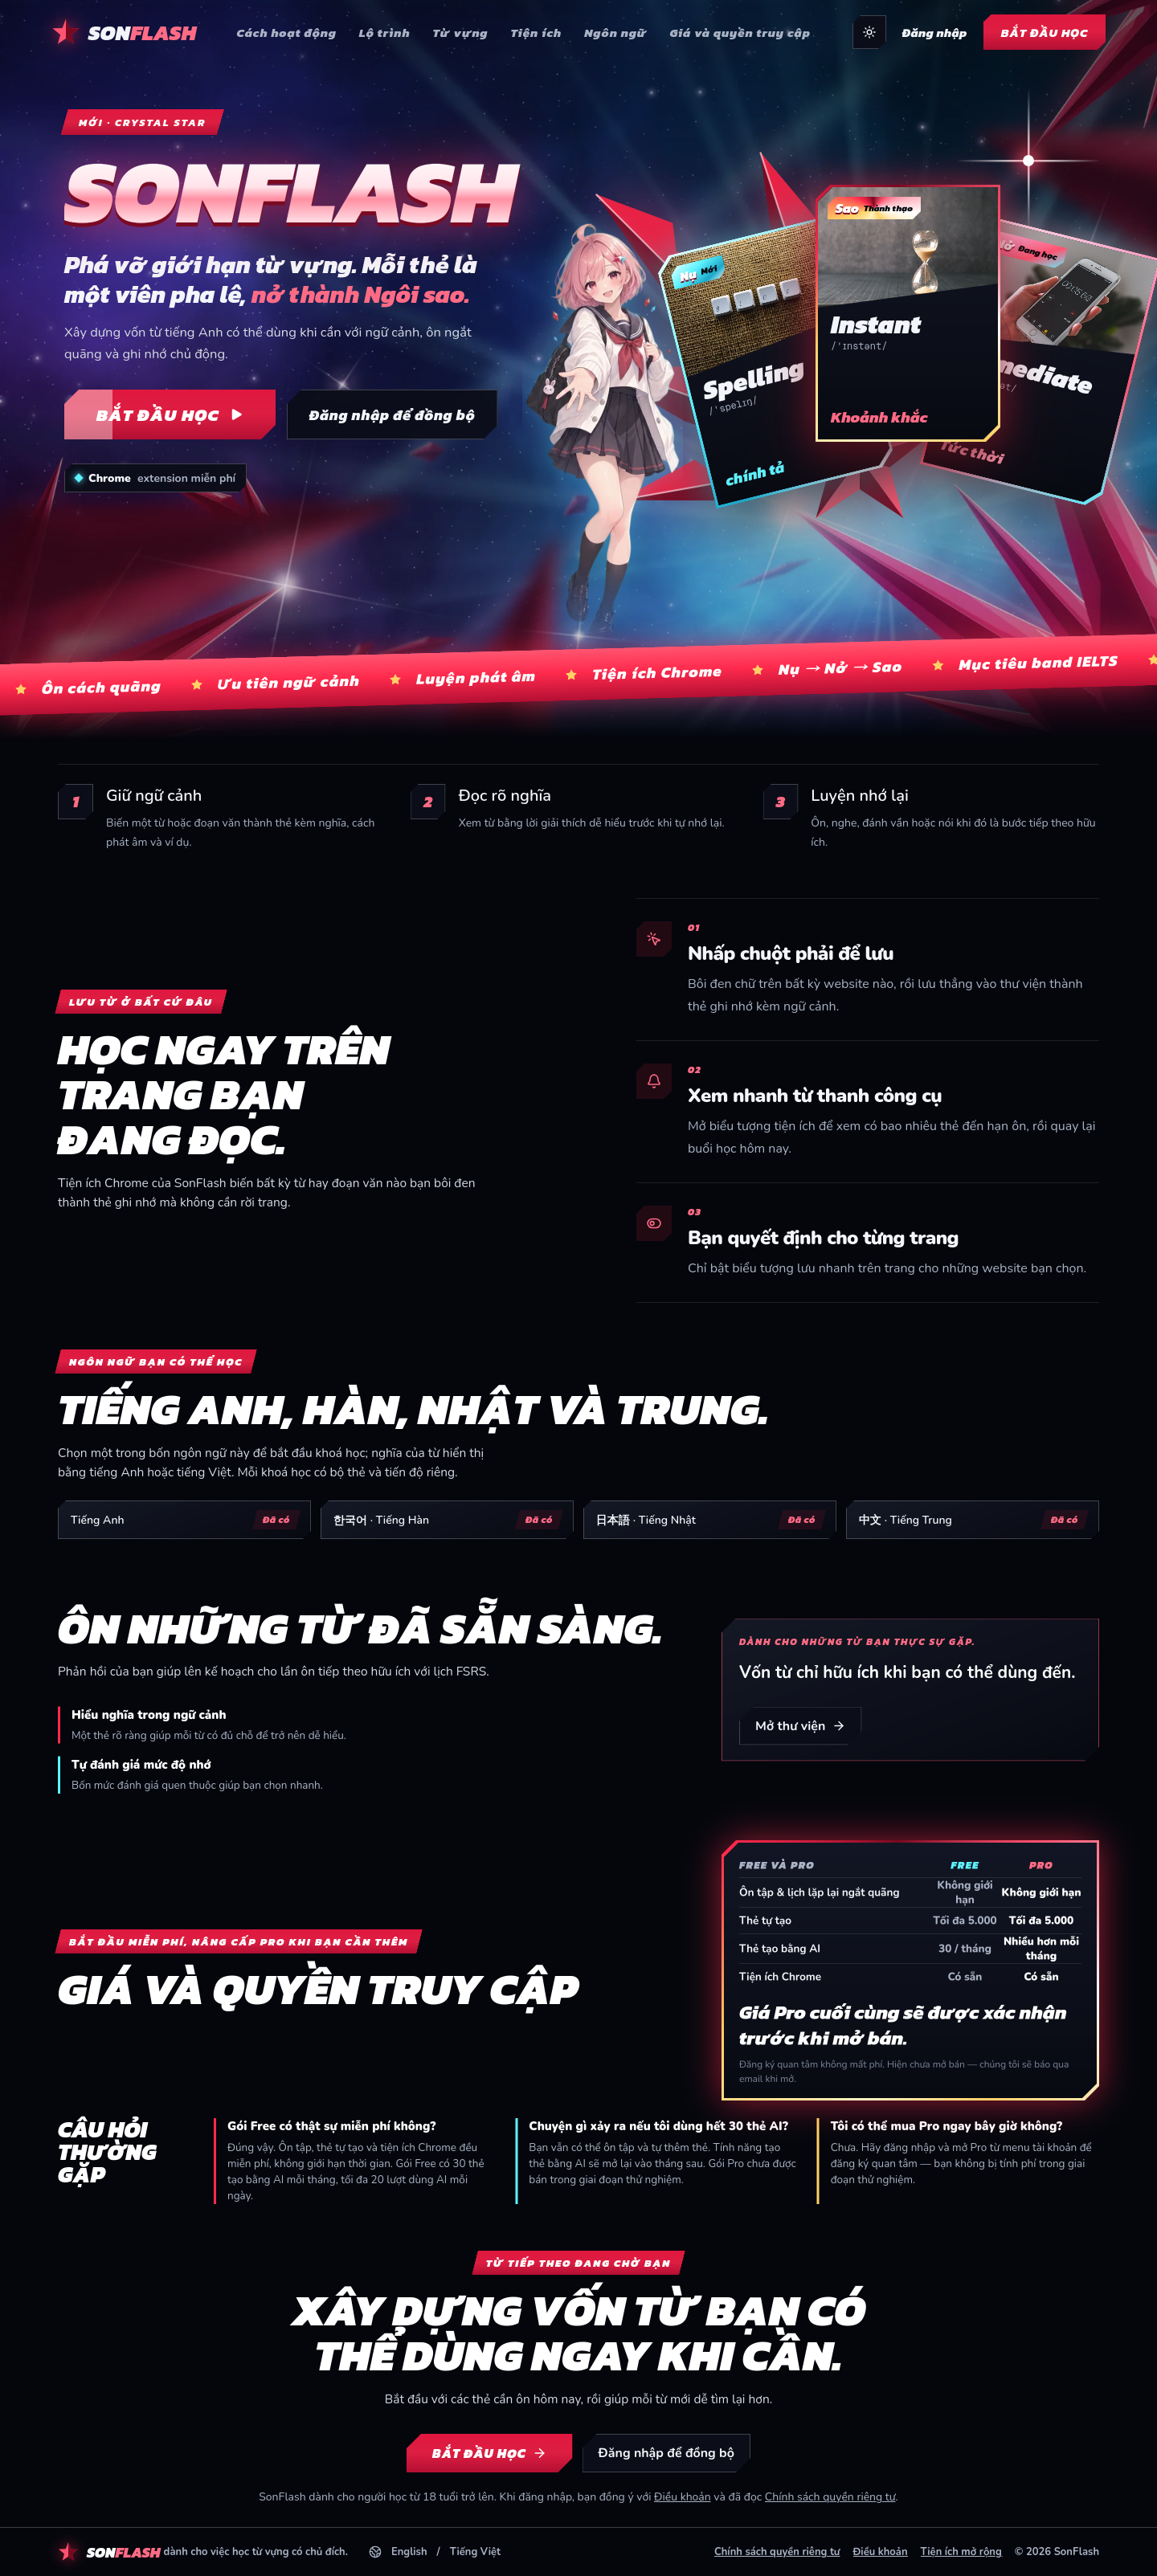 SONFLASH
Cách hoạt động
Lộ trình
Từ vựng
Tiện ích
Ngôn ngữ
Giá và quyền truy cập
Đăng nhập
BẮT ĐẦU HỌC
MỚI · CRYSTAL STAR
SONFLASH
Phá vỡ giới hạn từ vựng. Mỗi thẻ là
một viên pha lê, nở thành Ngôi sao.
Xây dựng vốn từ tiếng Anh có thể dùng khi cần với ngữ cảnh, ôn ngắt
quãng và ghi nhớ chủ động.
BẮT ĐẦU HỌC
Đăng nhập để đồng bộ
Chrome extension miễn phí
Nụ Mới
Spelling
/ˈspelɪŋ/
chính tả
Sao Thành thạo
Instant
/ˈɪnstənt/
Khoảnh khắc
Đang học
mediate
Tức thời
Ôn cách quãng
Ưu tiên ngữ cảnh
Luyện phát âm
Tiện ích Chrome
Nụ → Nở → Sao
Mục tiêu band IELTS
1
Giữ ngữ cảnh
Biến một từ hoặc đoạn văn thành thẻ kèm nghĩa, cách
phát âm và ví dụ.
2
Đọc rõ nghĩa
Xem từ bằng lời giải thích dễ hiểu trước khi tự nhớ lại.
3
Luyện nhớ lại
Ôn, nghe, đánh vần hoặc nói khi đó là bước tiếp theo hữu
ích.
LƯU TỪ Ở BẤT CỨ ĐÂU
HỌC NGAY TRÊN
TRANG BẠN
ĐANG ĐỌC.
Tiện ích Chrome của SonFlash biến bất kỳ từ hay đoạn văn nào bạn bôi đen
thành thẻ ghi nhớ mà không cần rời trang.
01
Nhấp chuột phải để lưu
Bôi đen chữ trên bất kỳ website nào, rồi lưu thẳng vào thư viện thành
thẻ ghi nhớ kèm ngữ cảnh.
02
Xem nhanh từ thanh công cụ
Mở biểu tượng tiện ích để xem có bao nhiêu thẻ đến hạn ôn, rồi quay lại
buổi học hôm nay.
03
Bạn quyết định cho từng trang
Chỉ bật biểu tượng lưu nhanh trên trang cho những website bạn chọn.
NGÔN NGỮ BẠN CÓ THỂ HỌC
TIẾNG ANH, HÀN, NHẬT VÀ TRUNG.
Chọn một trong bốn ngôn ngữ này để bắt đầu khoá học; nghĩa của từ hiển thị
bằng tiếng Anh hoặc tiếng Việt. Mỗi khoá học có bộ thẻ và tiến độ riêng.
Tiếng Anh
Đã có
한국어 · Tiếng Hàn
Đã có
日本語 · Tiếng Nhật
Đã có
中文 · Tiếng Trung
Đã có
ÔN NHỮNG TỪ ĐÃ SẴN SÀNG.
Phản hồi của bạn giúp lên kế hoạch cho lần ôn tiếp theo hữu ích với lịch FSRS.
Hiểu nghĩa trong ngữ cảnh
Một thẻ rõ ràng giúp mỗi từ có đủ chỗ để trở nên dễ hiểu.
Tự đánh giá mức độ nhớ
Bốn mức đánh giá quen thuộc giúp bạn chọn nhanh.
DÀNH CHO NHỮNG TỪ BẠN THỰC SỰ GẶP.
Vốn từ chỉ hữu ích khi bạn có thể dùng đến.
Mở thư viện
BẮT ĐẦU MIỄN PHÍ, NÂNG CẤP PRO KHI BẠN CẦN THÊM
GIÁ VÀ QUYỀN TRUY CẬP
FREE VÀ PRO FREE PRO
Ôn tập & lịch lặp lại ngắt quãng Không giới hạn Không giới hạn
Thẻ tự tạo Tối đa 5.000 Tối đa 5.000
Thẻ tạo bằng AI 30 / tháng Nhiều hơn mỗi tháng
Tiện ích Chrome Có sẵn Có sẵn
Giá Pro cuối cùng sẽ được xác nhận
trước khi mở bán.
Đăng ký quan tâm không mất phí. Hiện chưa mở bán — chúng tôi sẽ báo qua
email khi mở.
CÂU HỎI
THƯỜNG
GẶP
Gói Free có thật sự miễn phí không?
Đúng vậy. Ôn tập, thẻ tự tạo và tiện ích Chrome đều
miễn phí, không giới hạn thời gian. Gói Free có 30 thẻ
tạo bằng AI mỗi tháng, tối đa 20 lượt dùng AI mỗi
ngày.
Chuyện gì xảy ra nếu tôi dùng hết 30 thẻ AI?
Bạn vẫn có thể ôn tập và tự thêm thẻ. Tính năng tạo
thẻ bằng AI sẽ mở lại vào tháng sau. Gói Pro chưa được
bán trong giai đoạn thử nghiệm.
Tôi có thể mua Pro ngay bây giờ không?
Chưa. Hãy đăng nhập và mở Pro từ menu tài khoản để
đăng ký quan tâm — bạn không bị tính phí trong giai
đoạn thử nghiệm.
TỪ TIẾP THEO ĐANG CHỜ BẠN
XÂY DỰNG VỐN TỪ BẠN CÓ
THỂ DÙNG NGAY KHI CẦN.
Bắt đầu với các thẻ cần ôn hôm nay, rồi giúp mỗi từ mới dễ tìm lại hơn.
BẮT ĐẦU HỌC
Đăng nhập để đồng bộ
SonFlash dành cho người học từ 18 tuổi trở lên. Khi đăng nhập, bạn đồng ý với Điều khoản và đã đọc Chính sách quyền riêng tư.
SONFLASH dành cho việc học từ vựng có chủ đích.
English / Tiếng Việt
Chính sách quyền riêng tư
Điều khoản
Tiện ích mở rộng
© 2026 SonFlash